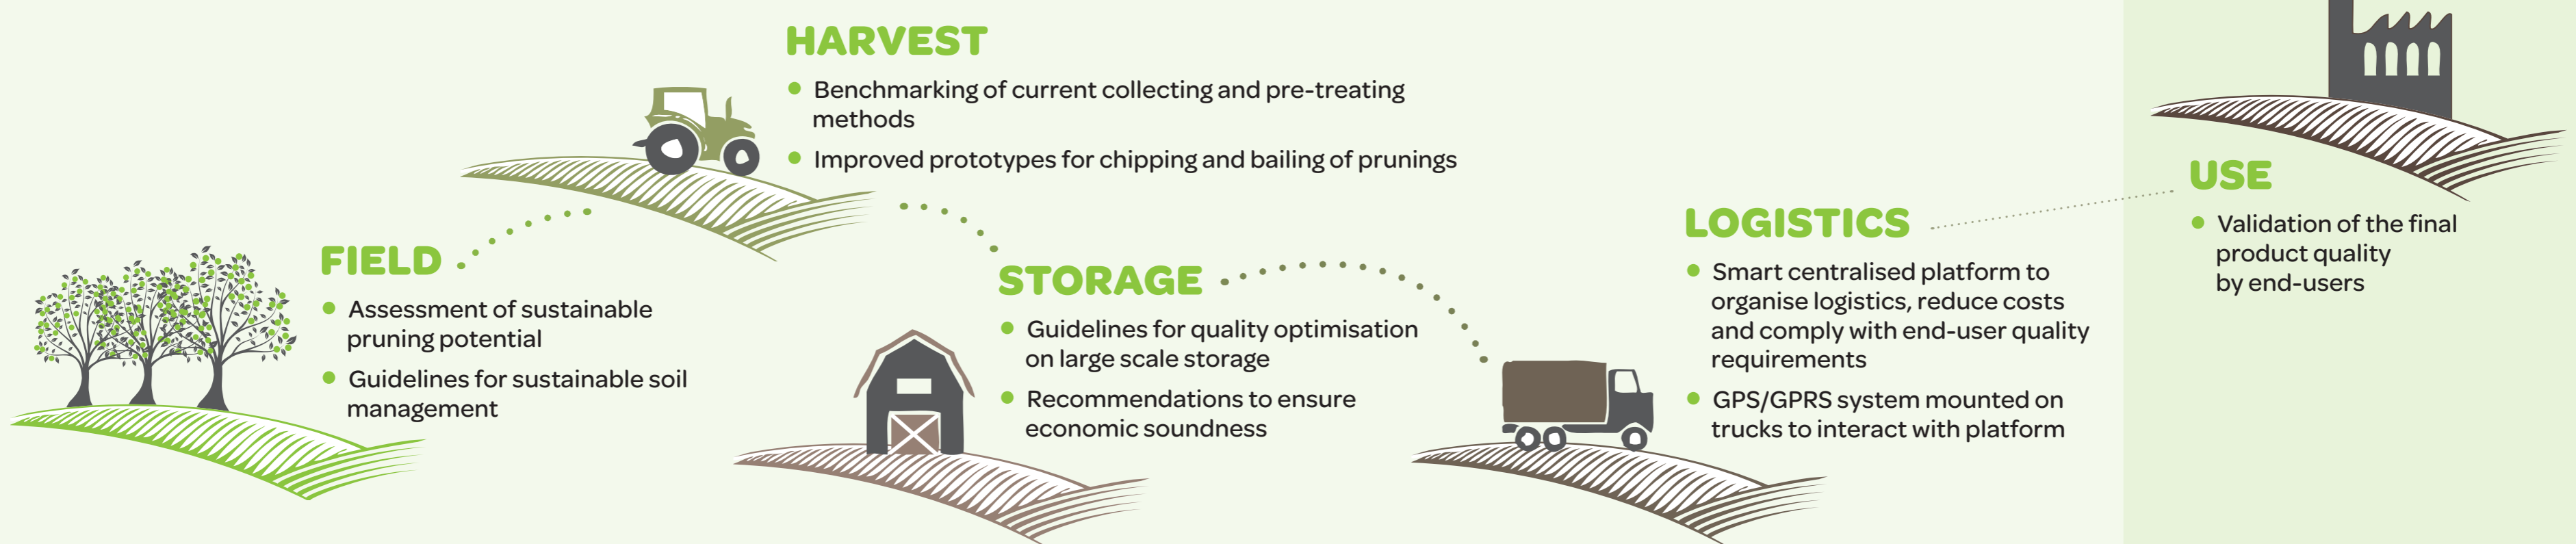 HARVEST
Benchmarking of current collecting and pre-treating
methods
Improved prototypes for chipping and bailing of prunings
FIELD
Assessment of sustainable
pruning potential
Guidelines for sustainable soil
management
STORAGE
Guidelines for quality optimisation
on large scale storage
Recommendations to ensure
economic soundness
LOGISTICS
Smart centralised platform to
organise logistics, reduce costs
and comply with end-user quality
requirements
GPS/GPRS system mounted on
trucks to interact with platform
USE
Validation of the final
product quality
by end-users